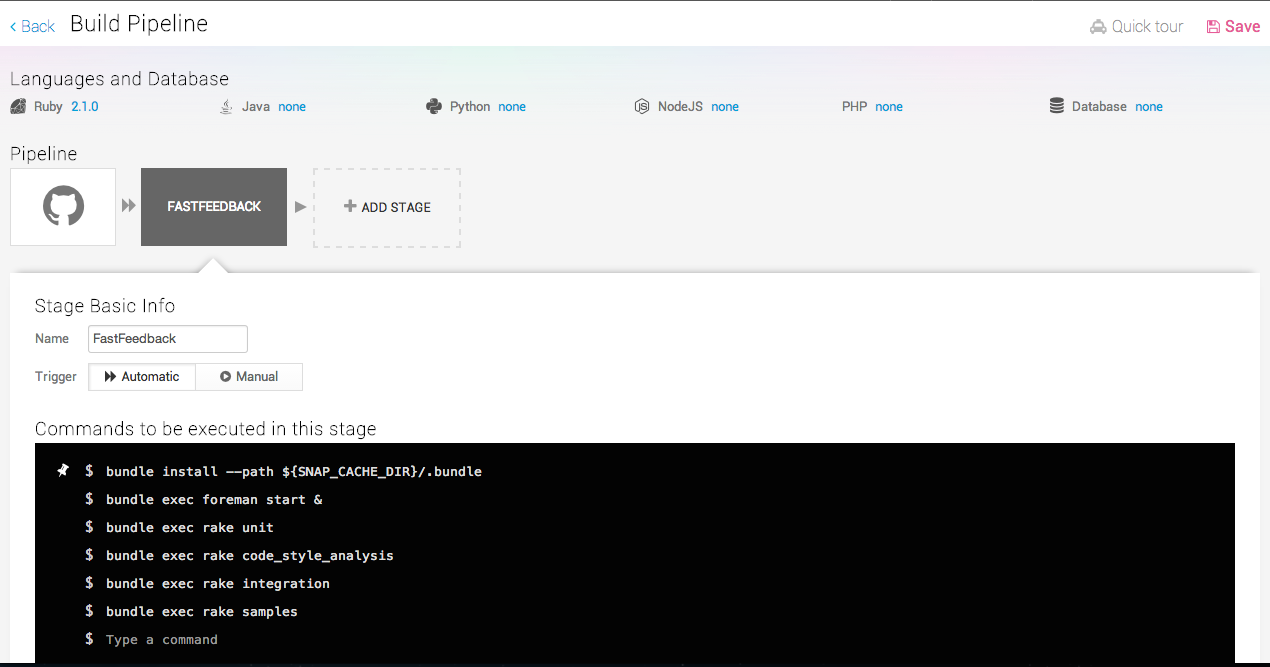 Back Build Pipeline Quick tour Save
Languages and Database
Ruby 2.1.0 Java none Python none NodeJS none PHP none Database none
Pipeline
FASTFEEDBACK ADD STAGE
Stage Basic Info
Name FastFeedback
Trigger Automatic Manual
Commands to be executed in this stage
$ bundle install --path ${SNAP_CACHE_DIR}/.bundle
$ bundle exec foreman start &
$ bundle exec rake unit
$ bundle exec rake code_style_analysis
$ bundle exec rake integration
$ bundle exec rake samples
$ Type a command